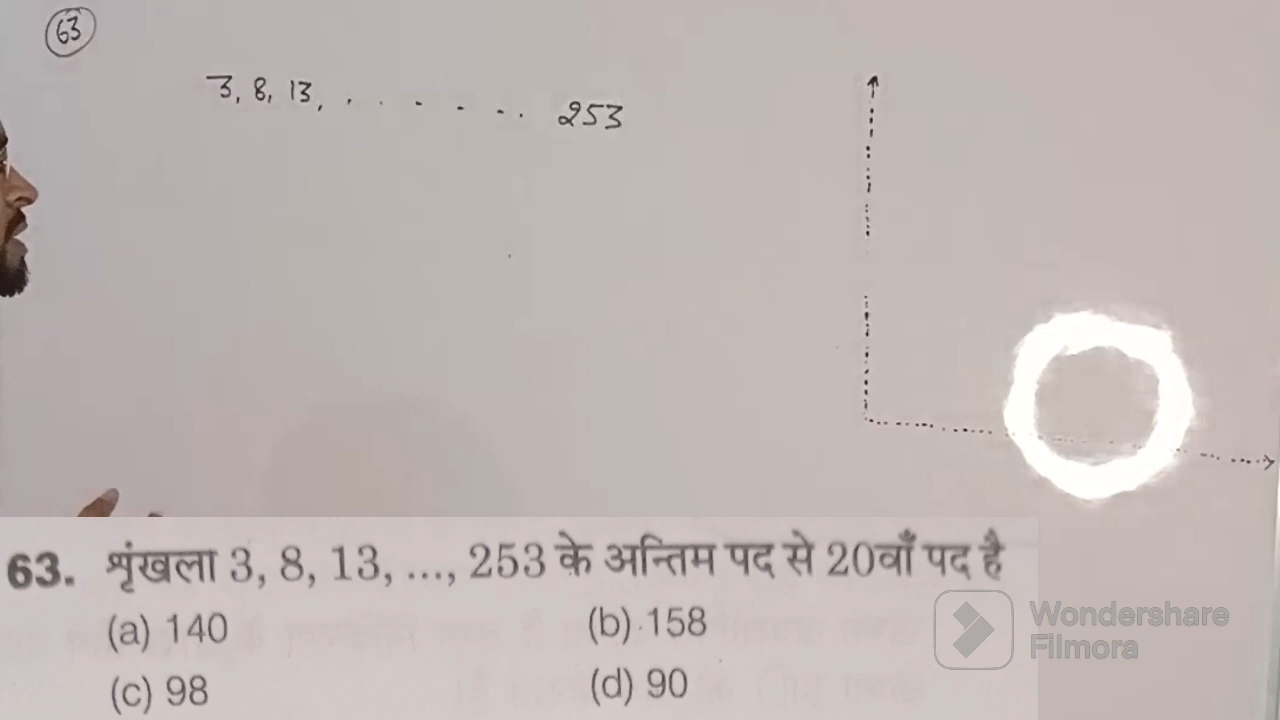 63
3, 8, 13, . . . . . . . 253
63. श्रृंखला 3, 8, 13, ..., 253 के अन्तिम पद से 20वाँ पद है
(a) 140 (b) 158
(c) 98 (d) 90
Wondershare
Filmora